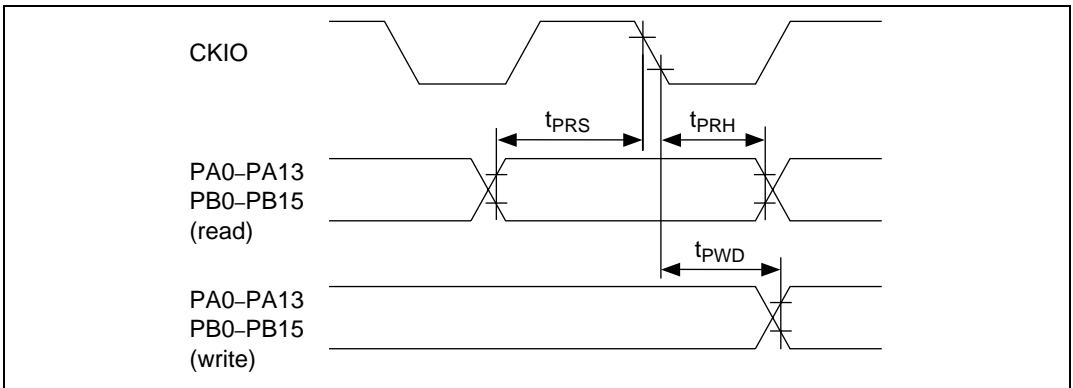 CKIO
tPRS
tPRH
PA0–PA13
PB0–PB15
(read)
tPWD
PA0–PA13
PB0–PB15
(write)